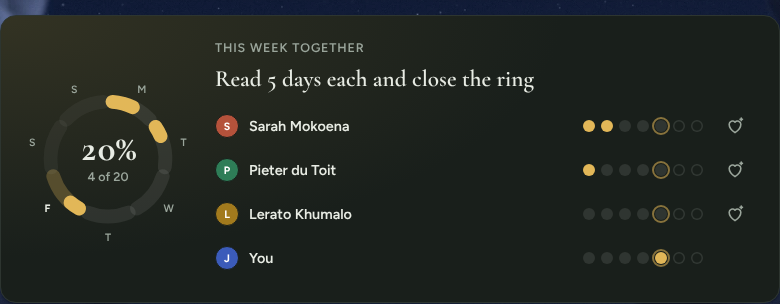 THIS WEEK TOGETHER
Read 5 days each and close the ring
S M
S T
20%
4 of 20
F W
T
S Sarah Mokoena
P Pieter du Toit
L Lerato Khumalo
J You